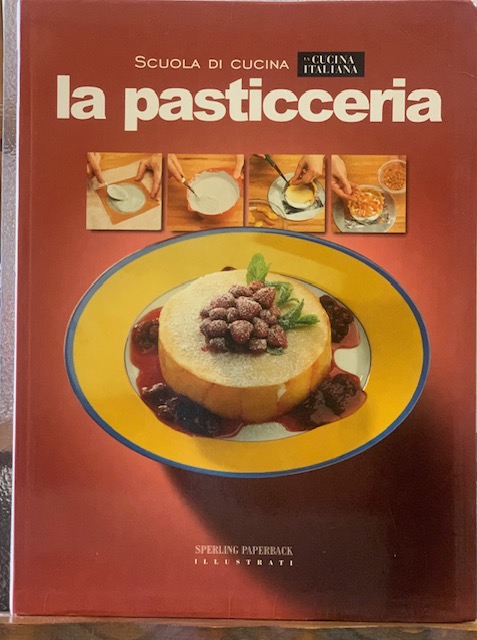 SCUOLA DI CUCINA LA CUCINA ITALIANA
la pasticceria
SPERLING PAPERBACK
ILLUSTRATI